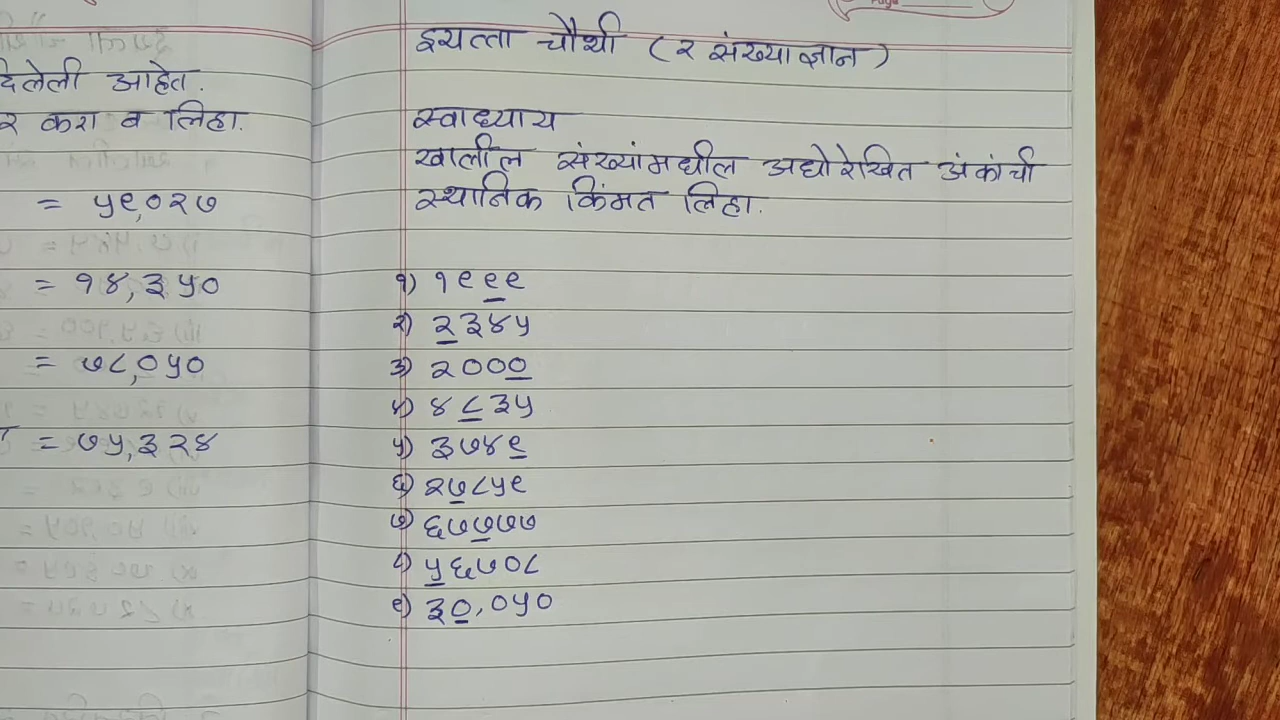 दिलेली आहेत.
२ करा व लिहा.
= ५९,०२७
= १४,३५०
= ७८,०५०
= ७५,३२४
इयत्ता चौथी (२ संख्याज्ञान)
स्वाध्याय
खालील संख्यांमधील अधोरेखित अंकांची
स्थानिक किंमत लिहा.
१) १९९९
२) २३४५
३) २०००
४) ४८३५
५) ३७४९
६) २७८५९
७) ६७७७७
८) ५६७०८
९) ३०,०५०